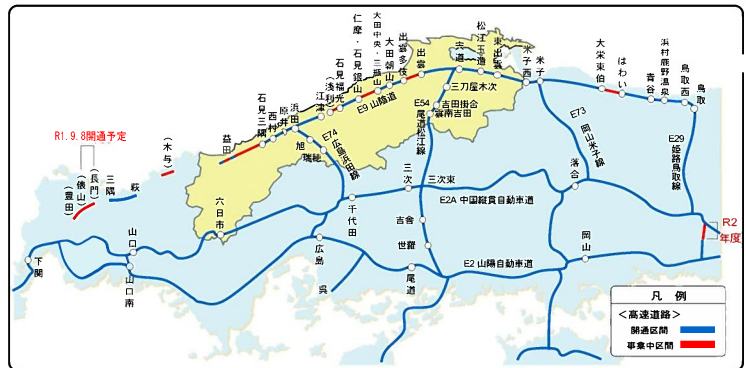 仁摩・石見銀山
大田中央・三瓶山
大田朝山
出雲多伎
出雲
宍道
松江玉造
東出雲
米子西
米子
大栄東伯
はわい
青谷
浜村鹿野温泉
鳥取西
鳥取
石見福光
(浅利)
江津
浜田
原井
西村
石見三隅
益田
E9 山陰道
三刀屋木次
吉田掛合
雲南吉田
E54
尾道松江線
E74
広島浜田線
旭
瑞穂
E73
岡山米子線
E29
姫路鳥取線
R1.9.8開通予定
(木与)
(長門)
(俵山)
(豊田)
三隅
萩
六日市
三次
三次東
落合
E2A 中国縦貫自動車道
千代田
吉舎
世羅
R2
年度
山口
山口南
下関
広島
呉
尾道
E2 山陽自動車道
岡山
凡 例
＜高速道路＞
開通区間
事業中区間